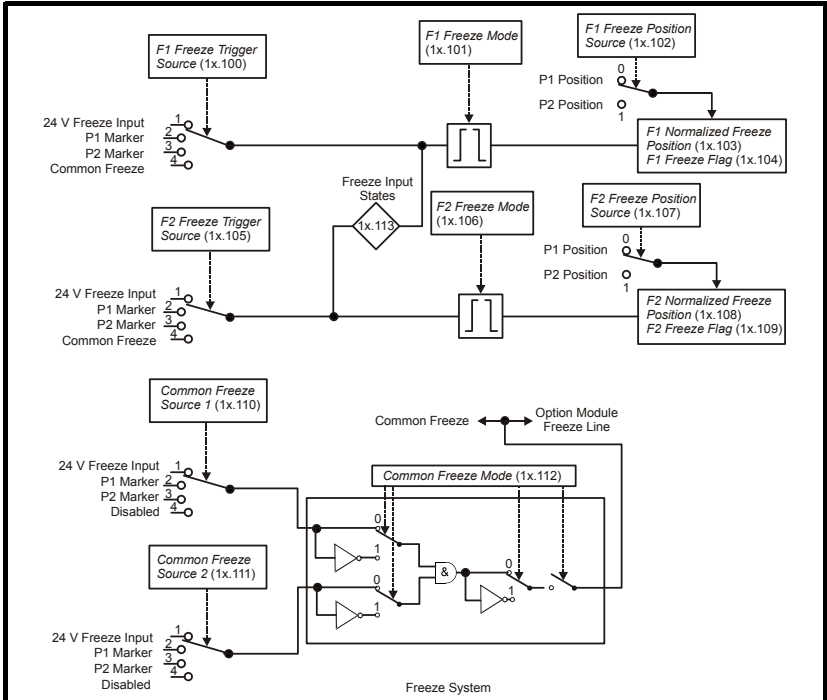 F1 Freeze Trigger
Source (1x.100)
F1 Freeze Mode
(1x.101)
F1 Freeze Position
Source (1x.102)
24 V Freeze Input
P1 Marker
P2 Marker
Common Freeze
1
2
3
4
P1 Position
P2 Position
0
1
F1 Normalized Freeze
Position (1x.103)
F1 Freeze Flag (1x.104)
Freeze Input
States
1x.113
F2 Freeze Trigger
Source (1x.105)
F2 Freeze Mode
(1x.106)
F2 Freeze Position
Source (1x.107)
24 V Freeze Input
P1 Marker
P2 Marker
Common Freeze
1
2
3
4
P1 Position
P2 Position
0
1
F2 Normalized Freeze
Position (1x.108)
F2 Freeze Flag (1x.109)
Common Freeze
Source 1 (1x.110)
Common Freeze
Option Module
Freeze Line
24 V Freeze Input
P1 Marker
P2 Marker
Disabled
1
2
3
4
Common Freeze Mode (1x.112)
0
1
0
1
&
0
1
Common Freeze
Source 2 (1x.111)
24 V Freeze Input
P1 Marker
P2 Marker
Disabled
1
2
3
4
Freeze System